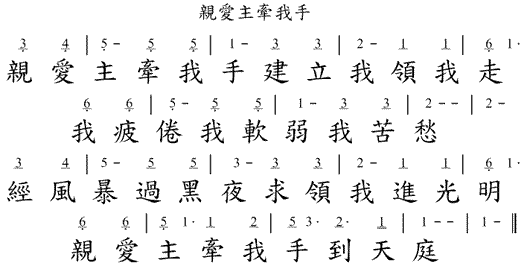 親愛主牽我手
3 4 | 5 - 5 5 | 1 - 3 3 | 2 - 1 1 | 6 1·
親愛主牽我手建立我領我走
6 6 | 5 - 5 5 | 1 - 3 3 | 2 - - | 2 -
我疲倦我軟弱我苦愁
3 4 | 5 - 5 5 | 3 - 3 3 | 2 - 1 1 | 6 1·
經風暴過黑夜求領我進光明
6 6 | 5 1· 1 2 | 5 3· 2· 1 | 1 - - | 1 - ||
親愛主牽我手到天庭